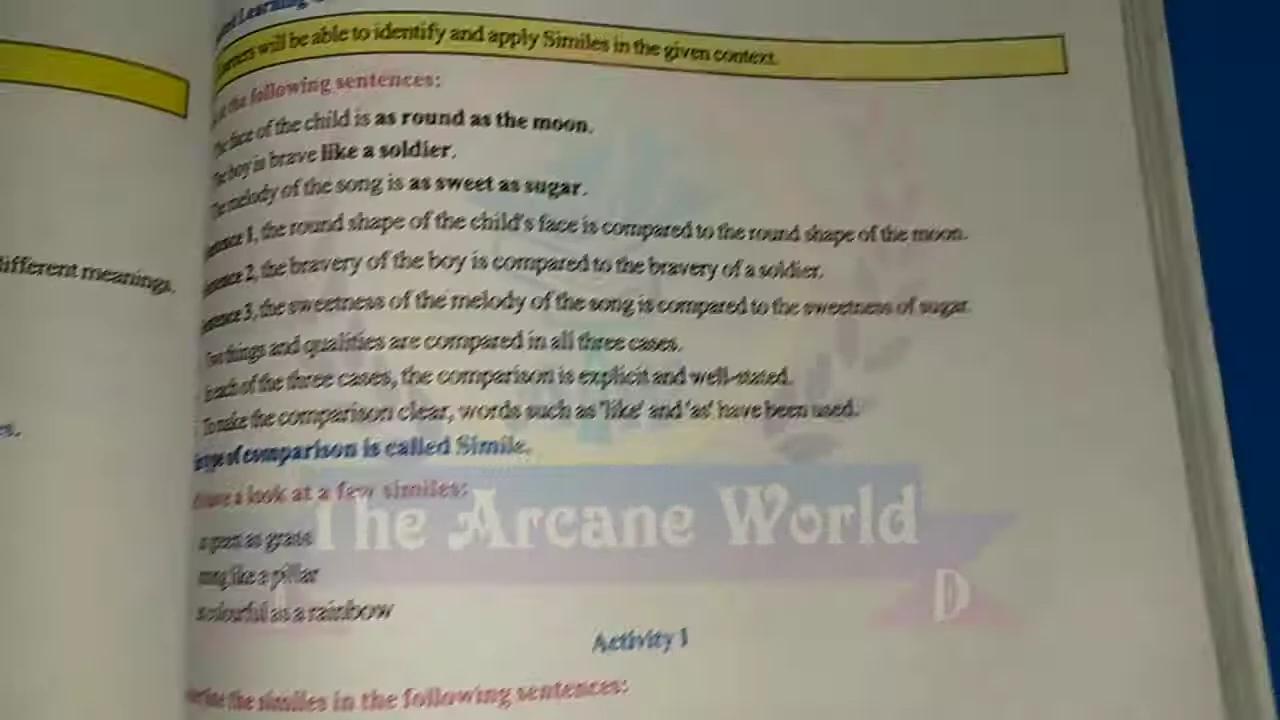 Learning
will be able to identify and apply Similes in the given context.
the following sentences:
face of the child is as round as the moon.
boy is brave like a soldier.
melody of the song is as sweet as sugar.
1, the round shape of the child's face is compared to the round shape of the moon.
different meanings.
2, the bravery of the boy is compared to the bravery of a soldier.
3, the sweetness of the melody of the song is compared to the sweetness of sugar.
things and qualities are compared in all three cases.
of the three cases, the comparison is explicit and well-stated.
To make the comparison clear, words such as 'like' and 'as' have been used.
of comparison is called Simile.
a look at a few similes:
The Arcane World
as grass
like a pillar
colourful as a rainbow
D
Activity 1
the similes in the following sentences: